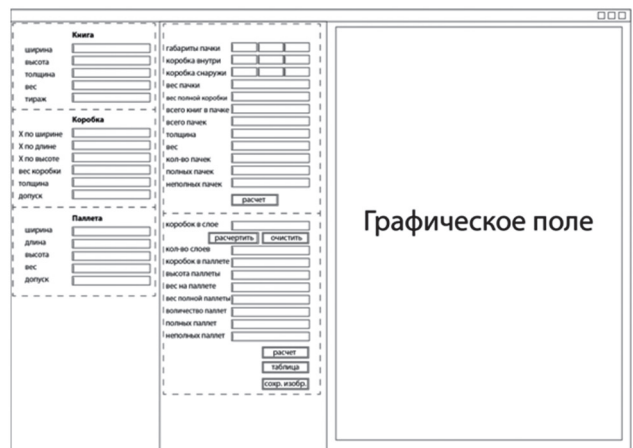 Книга
ширина
высота
толщина
вес
тираж
Коробка
X по ширине
X по длине
X по высоте
вес коробки
толщина
допуск
Паллета
ширина
длина
высота
вес
допуск
габариты пачки
коробка внутри
коробка снаружи
вес пачки
вес полной коробки
всего книг в пачке
всего пачек
толщина
вес
кол-во пачек
полных пачек
неполных пачек
расчет
коробок в слое
расчертить очистить
кол-во слоев
коробок в паллете
высота паллеты
вес на паллете
вес полной паллеты
воличество паллет
полных паллет
неполных паллет
расчет
таблица
сохр. изобр.
Графическое поле